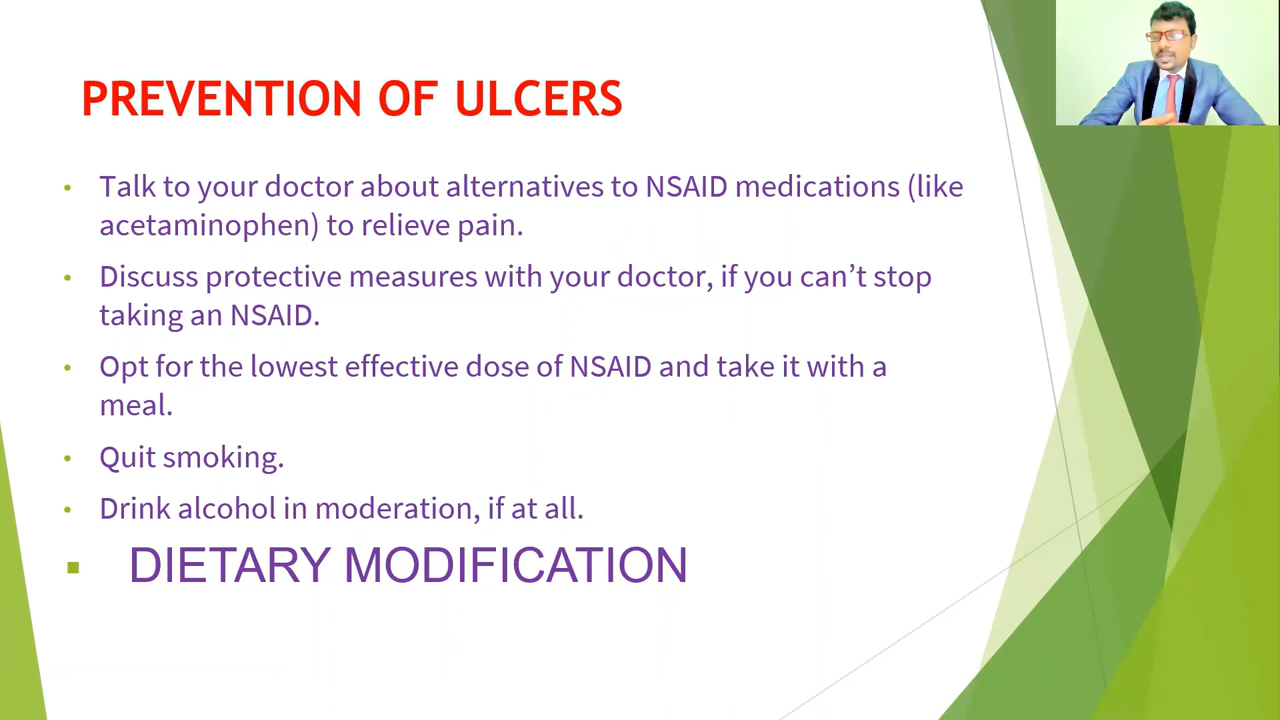 PREVENTION OF ULCERS
Talk to your doctor about alternatives to NSAID medications (like
acetaminophen) to relieve pain.
Discuss protective measures with your doctor, if you can’t stop
taking an NSAID.
Opt for the lowest effective dose of NSAID and take it with a
meal.
Quit smoking.
Drink alcohol in moderation, if at all.
DIETARY MODIFICATION